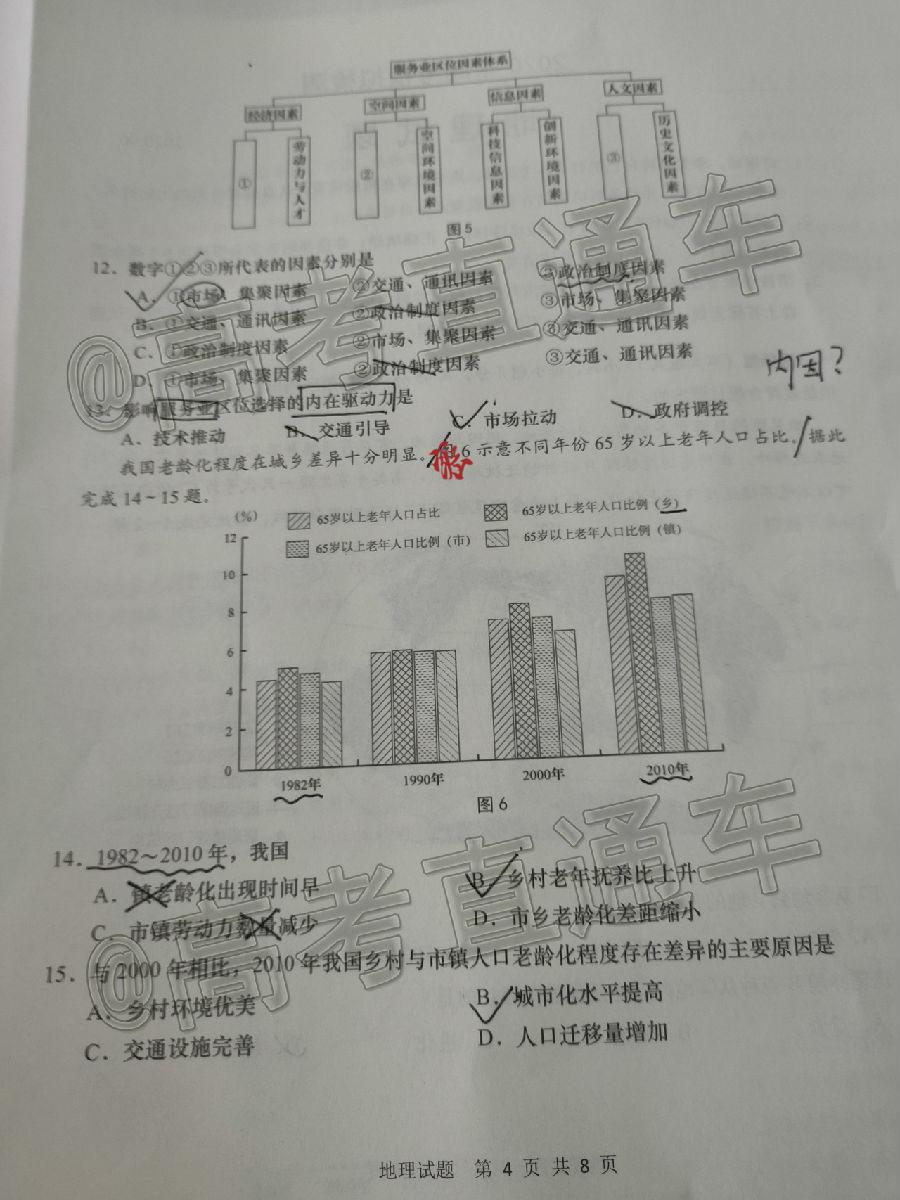 服务业区位因素体系
经济因素 空间因素 信息因素 人文因素
① 劳动力与人才 ② 空间环境因素 科技信息因素 创新环境因素 ③ 历史文化因素
图5
12．数字①②③所代表的因素分别是
A．①市场、集聚因素 ②交通、通讯因素 ③政治制度因素
B．①交通、通讯因素 ②政治制度因素 ③市场、集聚因素
C．①政治制度因素 ②市场、集聚因素 ③交通、通讯因素
D．①市场、集聚因素 ②政治制度因素 ③交通、通讯因素
内因？
13．影响服务业区位选择的内在驱动力是
A．技术推动 B．交通引导 C．市场拉动 D．政府调控
我国老龄化程度在城乡差异十分明显。图6示意不同年份65岁以上老年人口占比。据此
完成14～15题。
(%)
65岁以上老年人口占比 65岁以上老年人口比例（乡）
65岁以上老年人口比例（市） 65岁以上老年人口比例（镇）
12
10
8
6
4
2
0
1982年 1990年 2000年 2010年
图6
14．1982～2010年，我国
A．镇老龄化出现时间早 B．乡村老年抚养比上升
C．市镇劳动力数量减少 D．市乡老龄化差距缩小
15．与2000年相比，2010年我国乡村与市镇人口老龄化程度存在差异的主要原因是
A．乡村环境优美 B．城市化水平提高
C．交通设施完善 D．人口迁移量增加
地理试题 第4页共8页
@高考直通车
@高考直通车